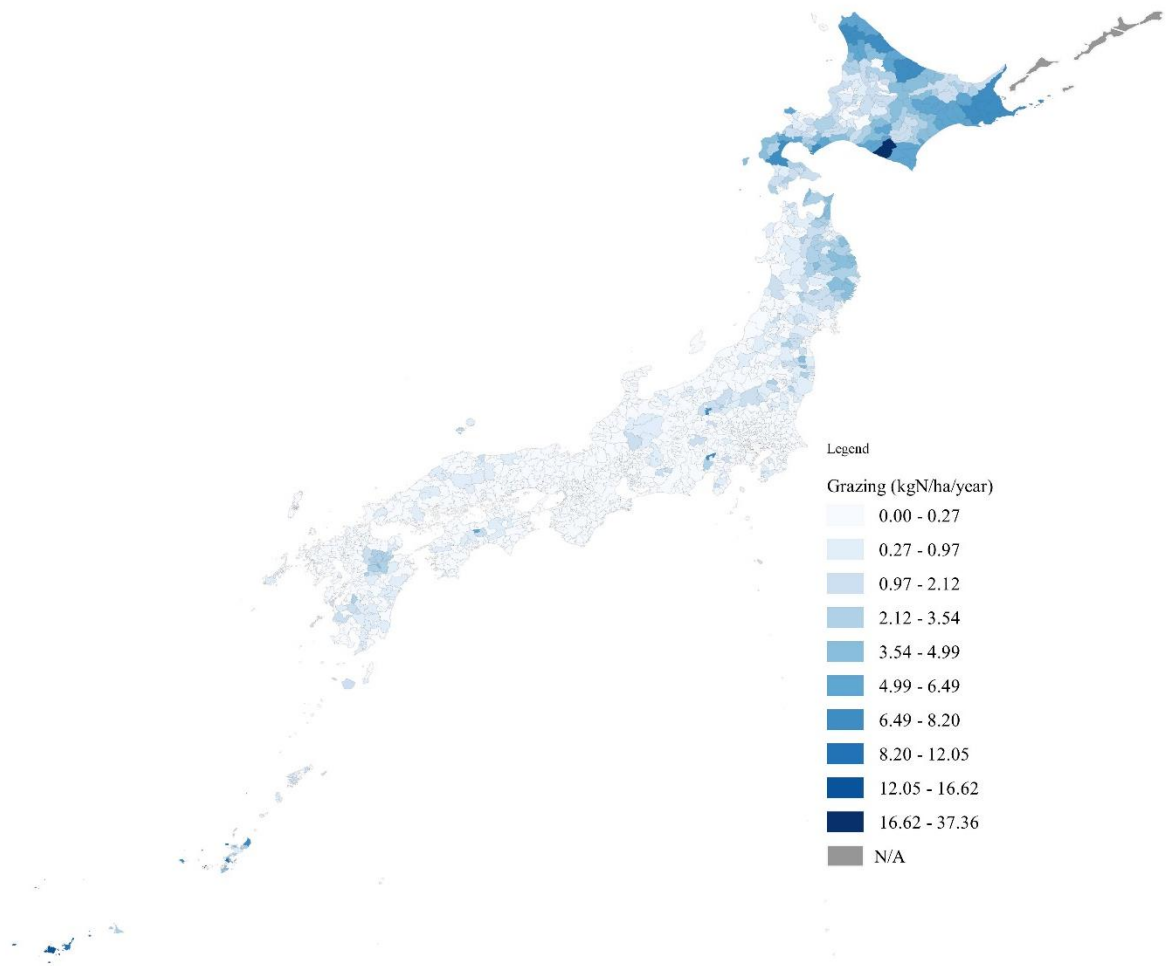 Legend
Grazing (kgN/ha/year)
0.00 - 0.27
0.27 - 0.97
0.97 - 2.12
2.12 - 3.54
3.54 - 4.99
4.99 - 6.49
6.49 - 8.20
8.20 - 12.05
12.05 - 16.62
16.62 - 37.36
N/A